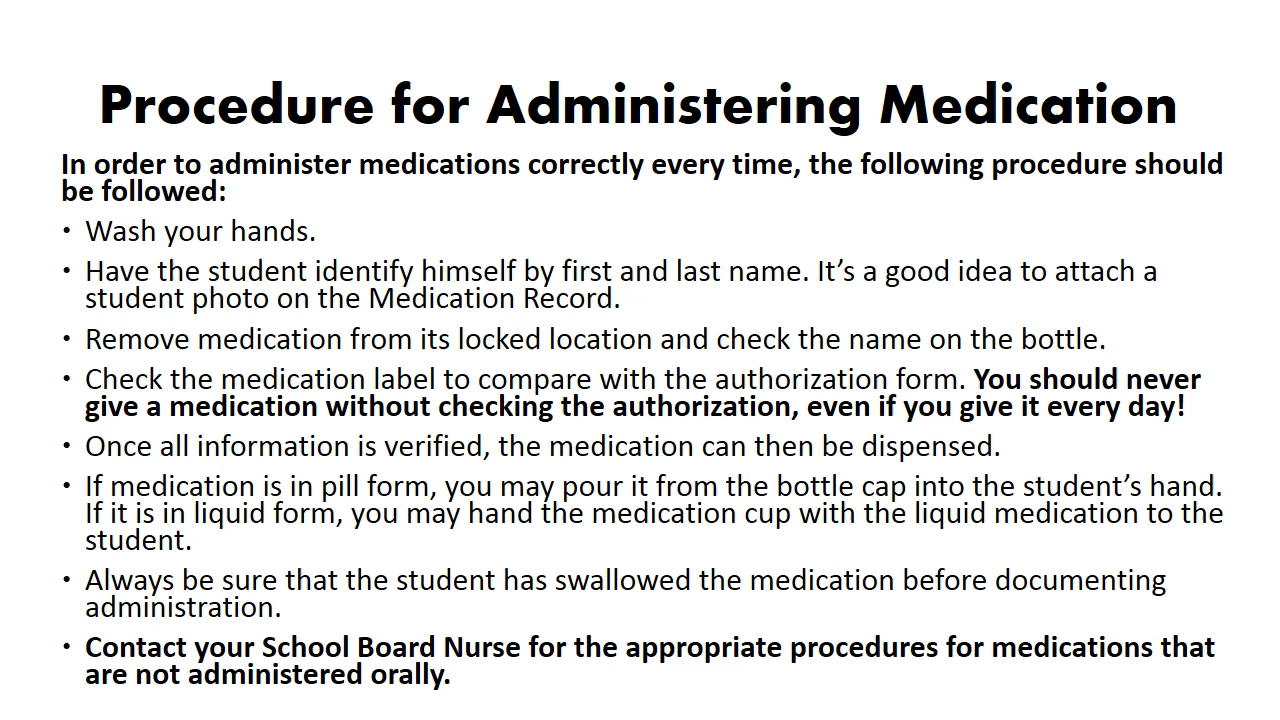 Procedure for Administering Medication
In order to administer medications correctly every time, the following procedure should
be followed:
• Wash your hands.
• Have the student identify himself by first and last name. It’s a good idea to attach a
student photo on the Medication Record.
• Remove medication from its locked location and check the name on the bottle.
• Check the medication label to compare with the authorization form. You should never
give a medication without checking the authorization, even if you give it every day!
• Once all information is verified, the medication can then be dispensed.
• If medication is in pill form, you may pour it from the bottle cap into the student’s hand.
If it is in liquid form, you may hand the medication cup with the liquid medication to the
student.
• Always be sure that the student has swallowed the medication before documenting
administration.
• Contact your School Board Nurse for the appropriate procedures for medications that
are not administered orally.